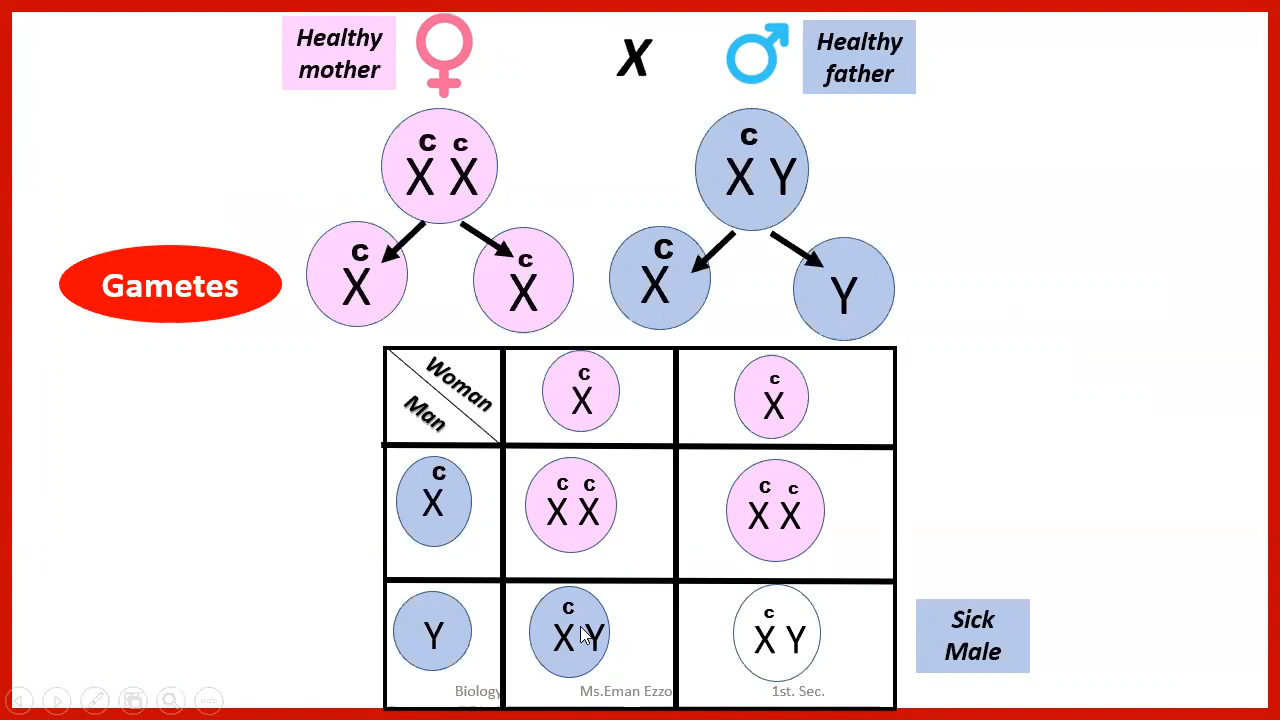 Healthy mother
X
Healthy father
C c
X X
C
X Y
Gametes
C
X
c
X
C
X
Y
Woman
Man
C
X
c
X
C
X
C C
X X
C c
X X
Y
C
X Y
c
X Y
Sick Male
Biology
Ms.Eman Ezzo
1st. Sec.